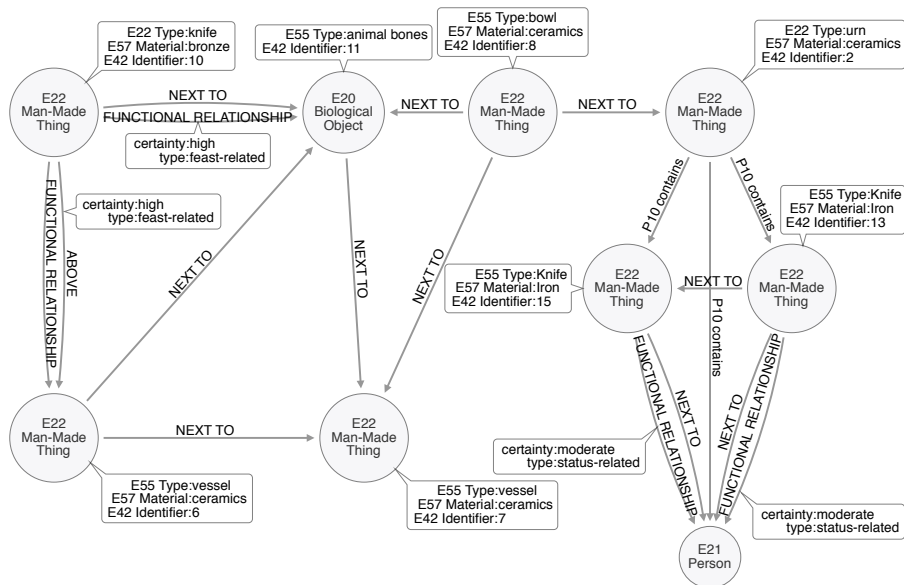 E22 Type:knife
E57 Material:bronze
E42 Identifier:10
E55 Type:animal bones
E42 Identifier:11
E55 Type:bowl
E57 Material:ceramics
E42 Identifier:8
E22 Type:urn
E57 Material:ceramics
E42 Identifier:2
E22
Man-Made
Thing
NEXT TO
FUNCTIONAL RELATIONSHIP
E20
Biological
Object
NEXT TO
E22
Man-Made
Thing
NEXT TO
E22
Man-Made
Thing
certainty:high
type:feast-related
certainty:high
type:feast-related
FUNCTIONAL RELATIONSHIP
ABOVE
NEXT TO
NEXT TO
NEXT TO
P10 contains
P10 contains
P10 contains
E55 Type:Knife
E57 Material:Iron
E42 Identifier:13
E55 Type:Knife
E57 Material:Iron
E42 Identifier:15
E22
Man-Made
Thing
NEXT TO
E22
Man-Made
Thing
FUNCTIONAL RELATIONSHIP
NEXT TO
NEXT TO
FUNCTIONAL RELATIONSHIP
E22
Man-Made
Thing
NEXT TO
E22
Man-Made
Thing
certainty:moderate
type:status-related
E55 Type:vessel
E57 Material:ceramics
E42 Identifier:6
E55 Type:vessel
E57 Material:ceramics
E42 Identifier:7
certainty:moderate
type:status-related
E21
Person